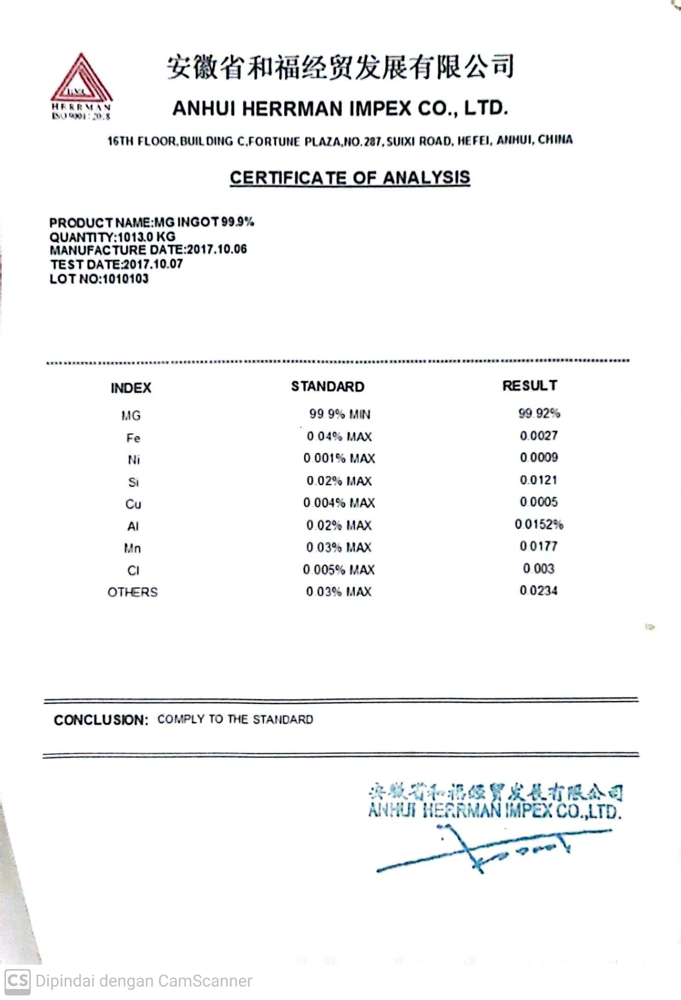 安徽省和福经贸发展有限公司
HERRMAN
ANHUI HERRMAN IMPEX CO., LTD.
16TH FLOOR,BUILDING C,FORTUNE PLAZA,NO.287,SUIXI ROAD, HEFEI, ANHUI, CHINA
CERTIFICATE OF ANALYSIS
PRODUCT NAME:MG INGOT 99.9%
QUANTITY:1013.0 KG
MANUFACTURE DATE:2017.10.06
TEST DATE:2017.10.07
LOT NO:1010103
INDEX STANDARD RESULT
MG 99.9% MIN 99.92%
Fe 0.04% MAX 0.0027
Ni 0.001% MAX 0.0009
Si 0.02% MAX 0.0121
Cu 0.004% MAX 0.0005
Al 0.02% MAX 0.0152%
Mn 0.03% MAX 0.0177
Cl 0.005% MAX 0.003
OTHERS 0.03% MAX 0.0234
CONCLUSION: COMPLY TO THE STANDARD
安徽省和福经贸发展有限公司
ANHUI HERRMAN IMPEX CO.,LTD.
CS Dipindai dengan CamScanner